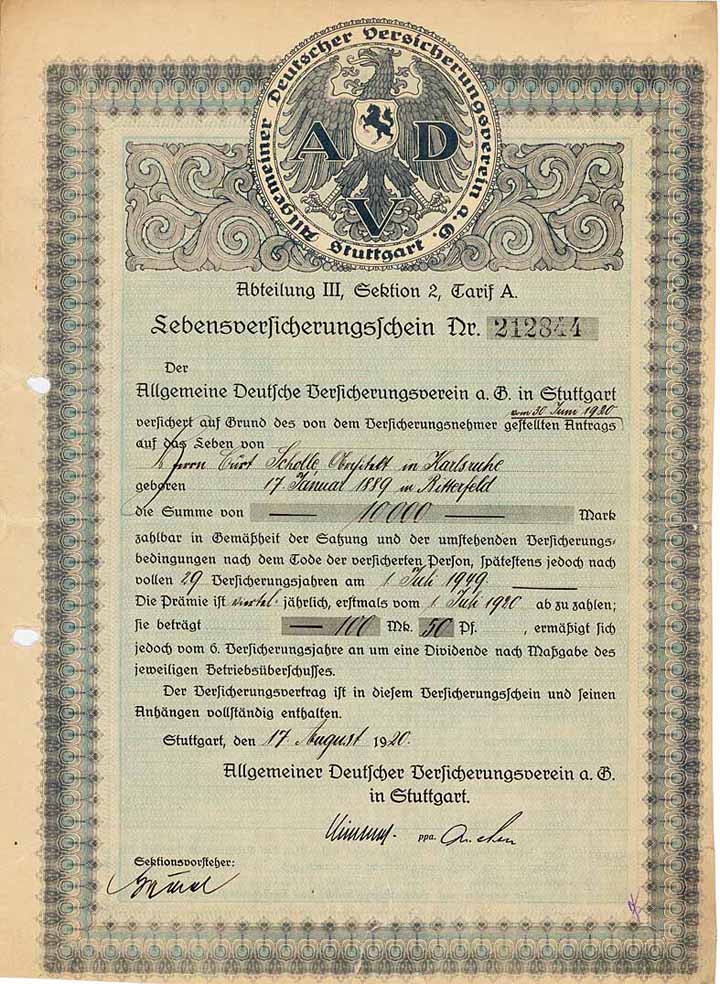 Allgemeiner Deutscher Versicherungsverein a. G.
Stuttgart
A D
V
Abteilung III, Sektion 2, Tarif A.
Lebensversicherungsschein Nr. 212844
Der
Allgemeine Deutsche Versicherungsverein a. G. in Stuttgart
vom 30 Juni 1920
versichert auf Grund des von dem Versicherungsnehmer gestellten Antrags
auf das Leben von
Herrn Curt Scholle, in Karlsruhe
geboren 17. Januar 1889 in Bitterfeld
die Summe von — 10000 — Mark
zahlbar in Gemäßheit der Satzung und der umstehenden Versicherungs-
bedingungen nach dem Tode der versicherten Person, spätestens jedoch nach
vollen 29 Versicherungsjahren am 1. Juli 1949
Die Prämie ist viertel jährlich, erstmals vom 1 Juli 1920 ab zu zahlen;
sie beträgt — 100 Mk. 50 Pf. , ermäßigt sich
jedoch vom 6. Versicherungsjahre an um eine Dividende nach Maßgabe des
jeweiligen Betriebsüberschusses.
Der Versicherungsvertrag ist in diesem Versicherungsschein und seinen
Anhängen vollständig enthalten.
Stuttgart, den 17. August 1920.
Allgemeiner Deutscher Versicherungsverein a. G.
in Stuttgart.
ppa.
Sektionsvorsteher: